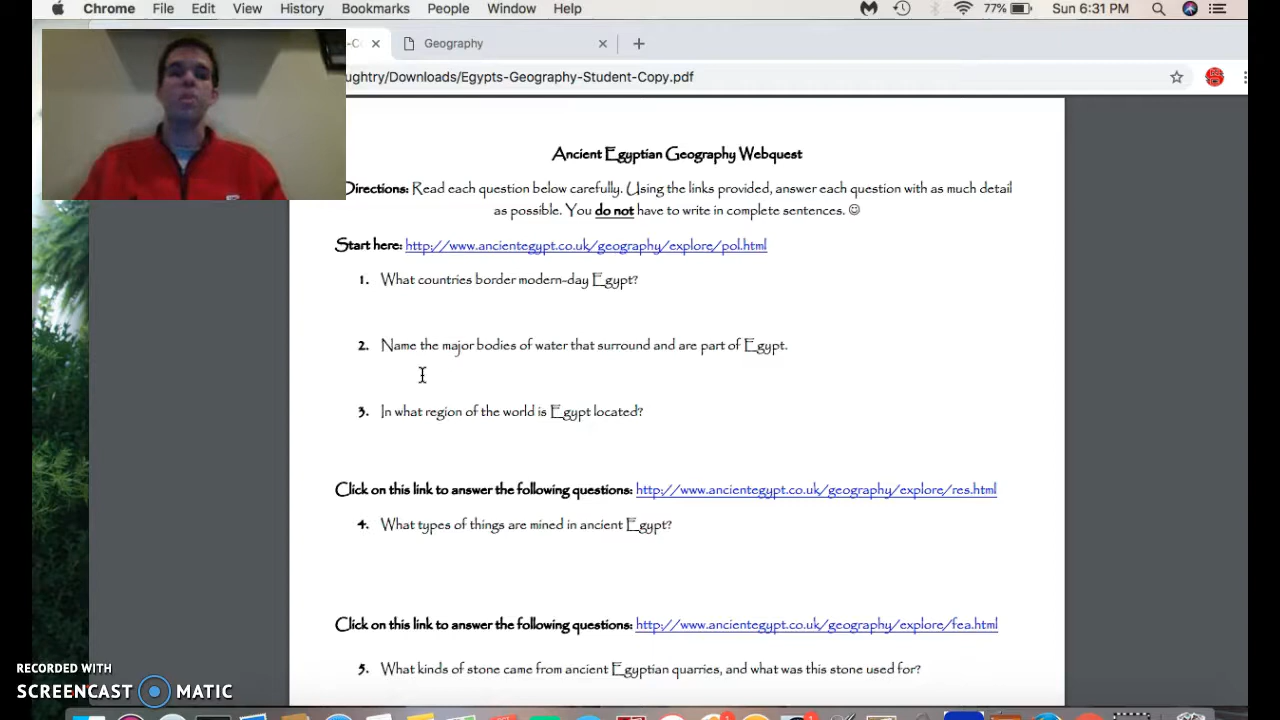 Chrome File Edit View History Bookmarks People Window Help 77% Sun 6:31 PM
Geography
ughtry/Downloads/Egypts-Geography-Student-Copy.pdf
Ancient Egyptian Geography Webquest
Directions: Read each question below carefully. Using the links provided, answer each question with as much detail
as possible. You do not have to write in complete sentences. ☺
Start here: http://www.ancientegypt.co.uk/geography/explore/pol.html
1. What countries border modern-day Egypt?
2. Name the major bodies of water that surround and are part of Egypt.
3. In what region of the world is Egypt located?
Click on this link to answer the following questions: http://www.ancientegypt.co.uk/geography/explore/res.html
4. What types of things are mined in ancient Egypt?
Click on this link to answer the following questions: http://www.ancientegypt.co.uk/geography/explore/fea.html
5. What kinds of stone came from ancient Egyptian quarries, and what was this stone used for?
RECORDED WITH
SCREENCAST MATIC